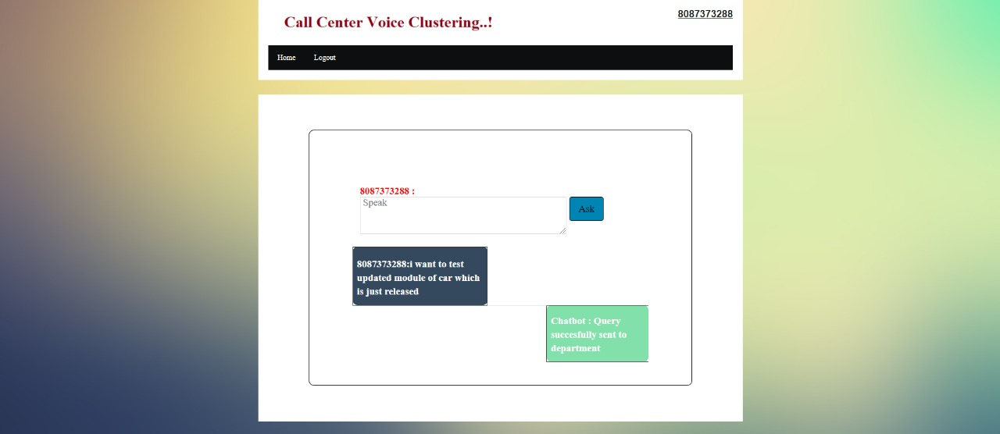 8087373288
Call Center Voice Clustering..!
Home Logout
8087373288 :
Speak
Ask
8087373288:i want to test
updated module of car which
is just released
Chatbot : Query
succesfully sent to
department